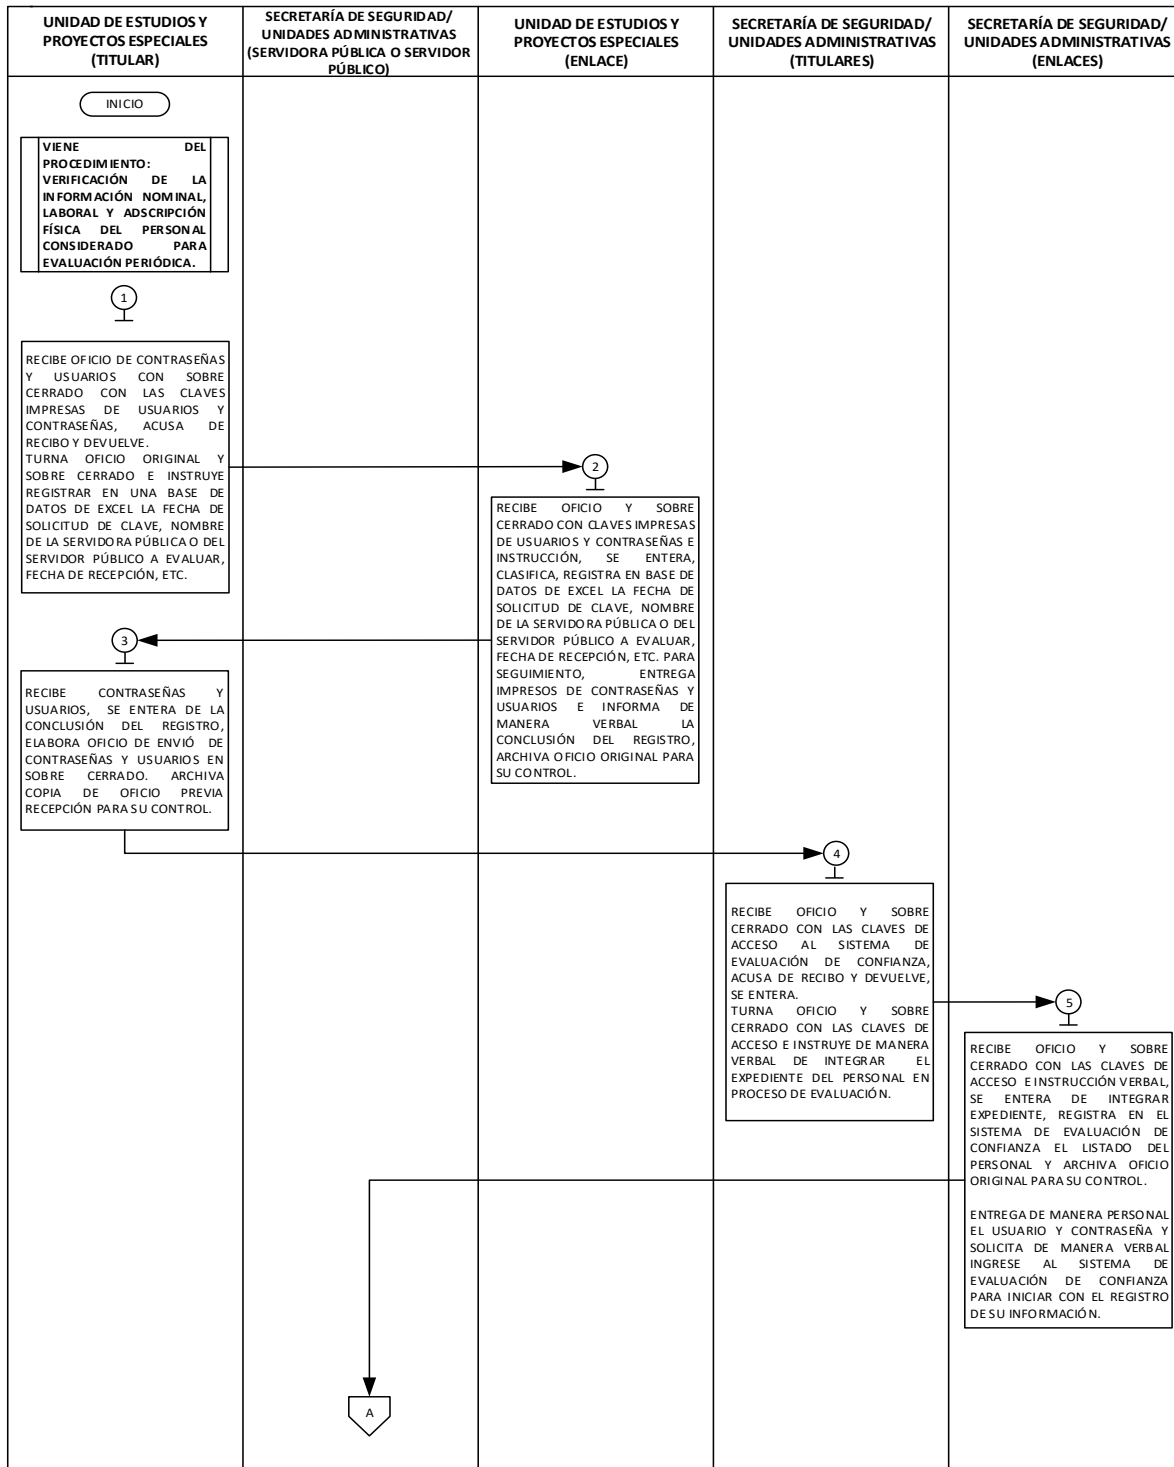 UNIDAD DE ESTUDIOS Y
PROYECTOS ESPECIALES
(TITULAR)
SECRETARÍA DE SEGURIDAD/
UNIDADES ADMINISTRATIVAS
(SERVIDORA PÚBLICA O SERVIDOR
PÚBLICO)
UNIDAD DE ESTUDIOS Y
PROYECTOS ESPECIALES
(ENLACE)
SECRETARÍA DE SEGURIDAD/
UNIDADES ADMINISTRATIVAS
(TITULARES)
SECRETARÍA DE SEGURIDAD/
UNIDADES ADMINISTRATIVAS
(ENLACES)
INICIO
VIENE DEL
PROCEDIMIENTO:
VERIFICACIÓN DE LA
INFORMACIÓN NOMINAL,
LABORAL Y ADSCRIPCIÓN
FÍSICA DEL PERSONAL
CONSIDERADO PARA
EVALUACIÓN PERIÓDICA.
1
RECIBE OFICIO DE CONTRASEÑAS
Y USUARIOS CON SOBRE
CERRADO CON LAS CLAVES
IMPRESAS DE USUARIOS Y
CONTRASEÑAS, ACUSA DE
RECIBO Y DEVUELVE.
TURNA OFICIO ORIGINAL Y
SOBRE CERRADO E INSTRUYE
REGISTRAR EN UNA BASE DE
DATOS DE EXCEL LA FECHA DE
SOLICITUD DE CLAVE, NOMBRE
DE LA SERVIDORA PÚBLICA O DEL
SERVIDOR PÚBLICO A EVALUAR,
FECHA DE RECEPCIÓN, ETC.
2
RECIBE OFICIO Y SOBRE
CERRADO CON CLAVES IMPRESAS
DE USUARIOS Y CONTRASEÑAS E
INSTRUCCIÓN, SE ENTERA,
CLASIFICA, REGISTRA EN BASE DE
DATOS DE EXCEL LA FECHA DE
SOLICITUD DE CLAVE, NOMBRE
DE LA SERVIDORA PÚBLICA O DEL
SERVIDOR PÚBLICO A EVALUAR,
FECHA DE RECEPCIÓN, ETC. PARA
SEGUIMIENTO, ENTREGA
IMPRESOS DE CONTRASEÑAS Y
USUARIOS E INFORMA DE
MANERA VERBAL LA
CONCLUSIÓN DEL REGISTRO,
ARCHIVA OFICIO ORIGINAL PARA
SU CONTROL.
3
RECIBE CONTRASEÑAS Y
USUARIOS, SE ENTERA DE LA
CONCLUSIÓN DEL REGISTRO,
ELABORA OFICIO DE ENVIÓ DE
CONTRASEÑAS Y USUARIOS EN
SOBRE CERRADO. ARCHIVA
COPIA DE OFICIO PREVIA
RECEPCIÓN PARA SU CONTROL.
4
RECIBE OFICIO Y SOBRE
CERRADO CON LAS CLAVES DE
ACCESO AL SISTEMA DE
EVALUACIÓN DE CONFIANZA,
ACUSA DE RECIBO Y DEVUELVE,
SE ENTERA.
TURNA OFICIO Y SOBRE
CERRADO CON LAS CLAVES DE
ACCESO E INSTRUYE DE MANERA
VERBAL DE INTEGRAR EL
EXPEDIENTE DEL PERSONAL EN
PROCESO DE EVALUACIÓN.
5
RECIBE OFICIO Y SOBRE
CERRADO CON LAS CLAVES DE
ACCESO E INSTRUCCIÓN VERBAL,
SE ENTERA DE INTEGRAR
EXPEDIENTE, REGISTRA EN EL
SISTEMA DE EVALUACIÓN DE
CONFIANZA EL LISTADO DEL
PERSONAL Y ARCHIVA OFICIO
ORIGINAL PARA SU CONTROL.
ENTREGA DE MANERA PERSONAL
EL USUARIO Y CONTRASEÑA Y
SOLICITA DE MANERA VERBAL
INGRESE AL SISTEMA DE
EVALUACIÓN DE CONFIANZA
PARA INICIAR CON EL REGISTRO
DE SU INFORMACIÓN.
A